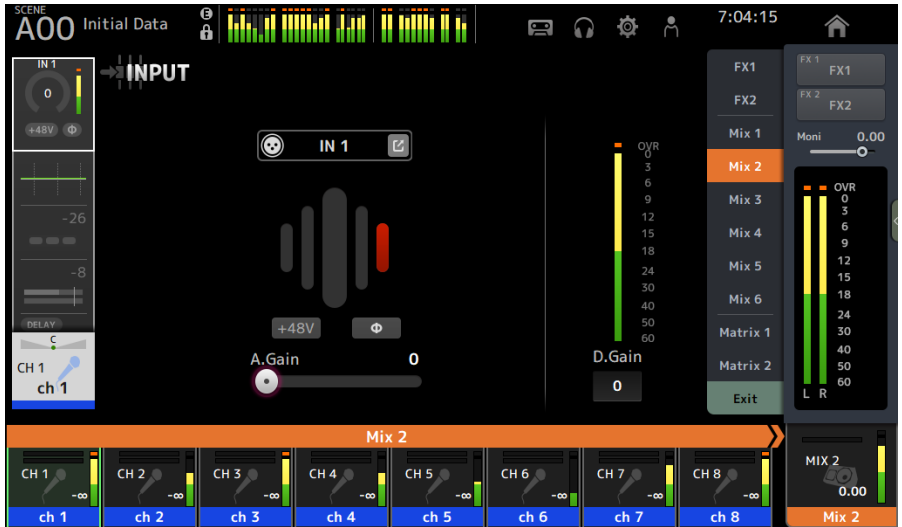 SCENE
A00 Initial Data
E
7:04:15
IN 1
0
+48V Φ
-26
-8
DELAY
C
CH 1
ch 1
INPUT
IN 1
+48V
Φ
A.Gain 0
OVR
0
3
6
9
12
15
18
24
30
40
50
60
D.Gain
0
FX1
FX2
Mix 1
Mix 2
Mix 3
Mix 4
Mix 5
Mix 6
Matrix 1
Matrix 2
Exit
FX 1
FX1
FX 2
FX2
Moni 0.00
OVR
0
3
6
9
12
15
18
24
30
40
50
60
L R
Mix 2
CH 1
-∞
ch 1
CH 2
-∞
ch 2
CH 3
-∞
ch 3
CH 4
-∞
ch 4
CH 5
-∞
ch 5
CH 6
-∞
ch 6
CH 7
-∞
ch 7
CH 8
-∞
ch 8
MIX 2
0.00
Mix 2